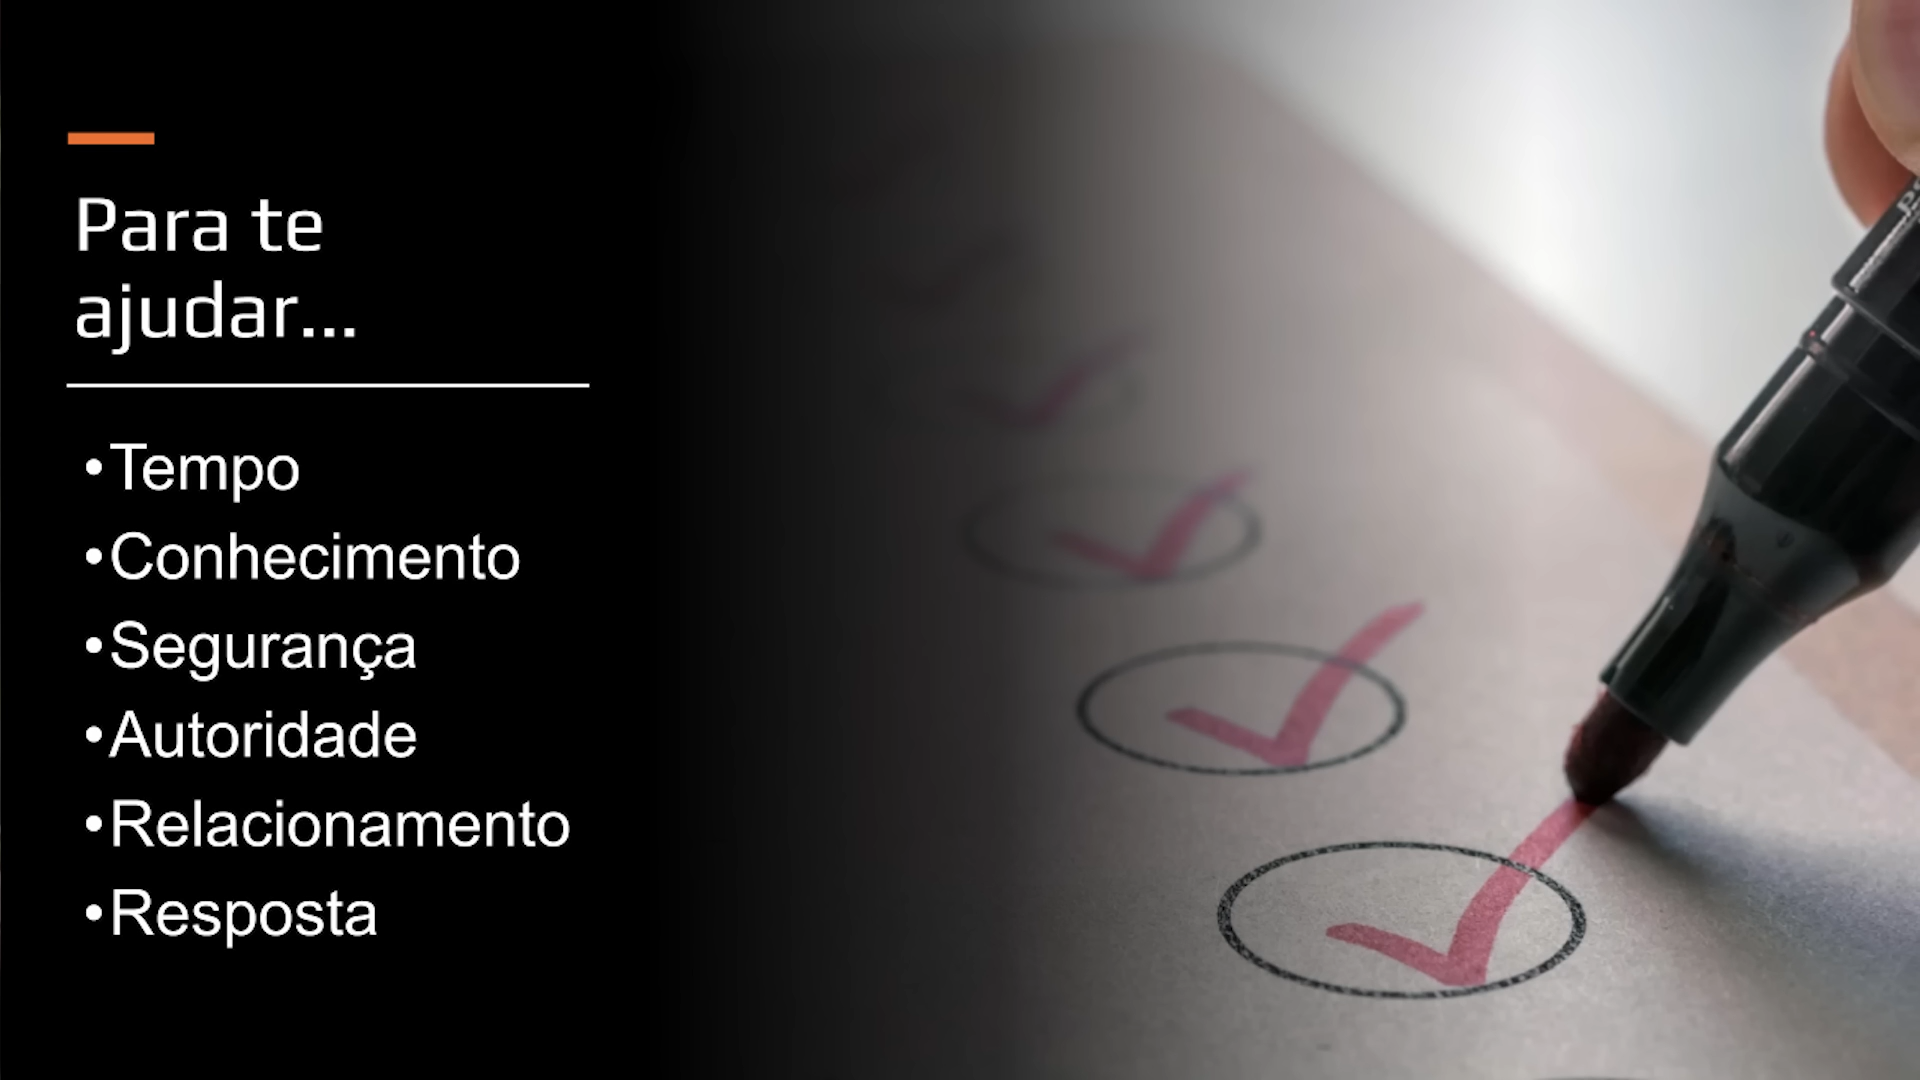 Para te
ajudar...
•Tempo
•Conhecimento
•Segurança
•Autoridade
•Relacionamento
•Resposta